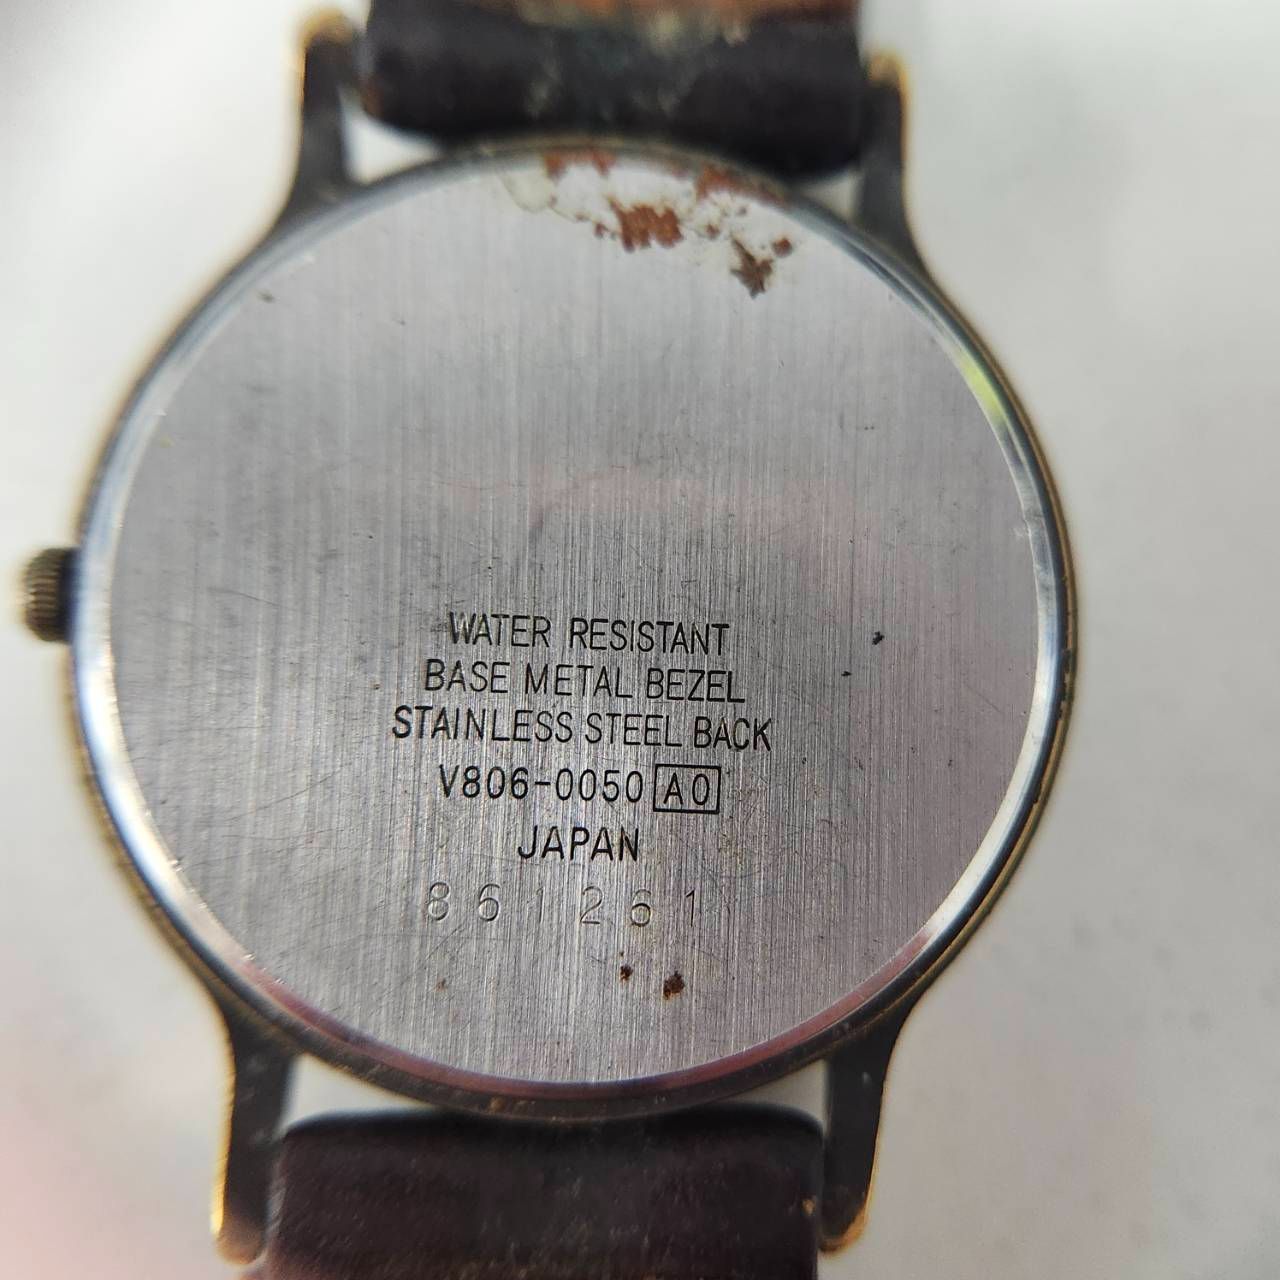 WATER RESISTANT
BASE METAL BEZEL
STAINLESS STEEL BACK
V806-0050 A0
JAPAN
861261